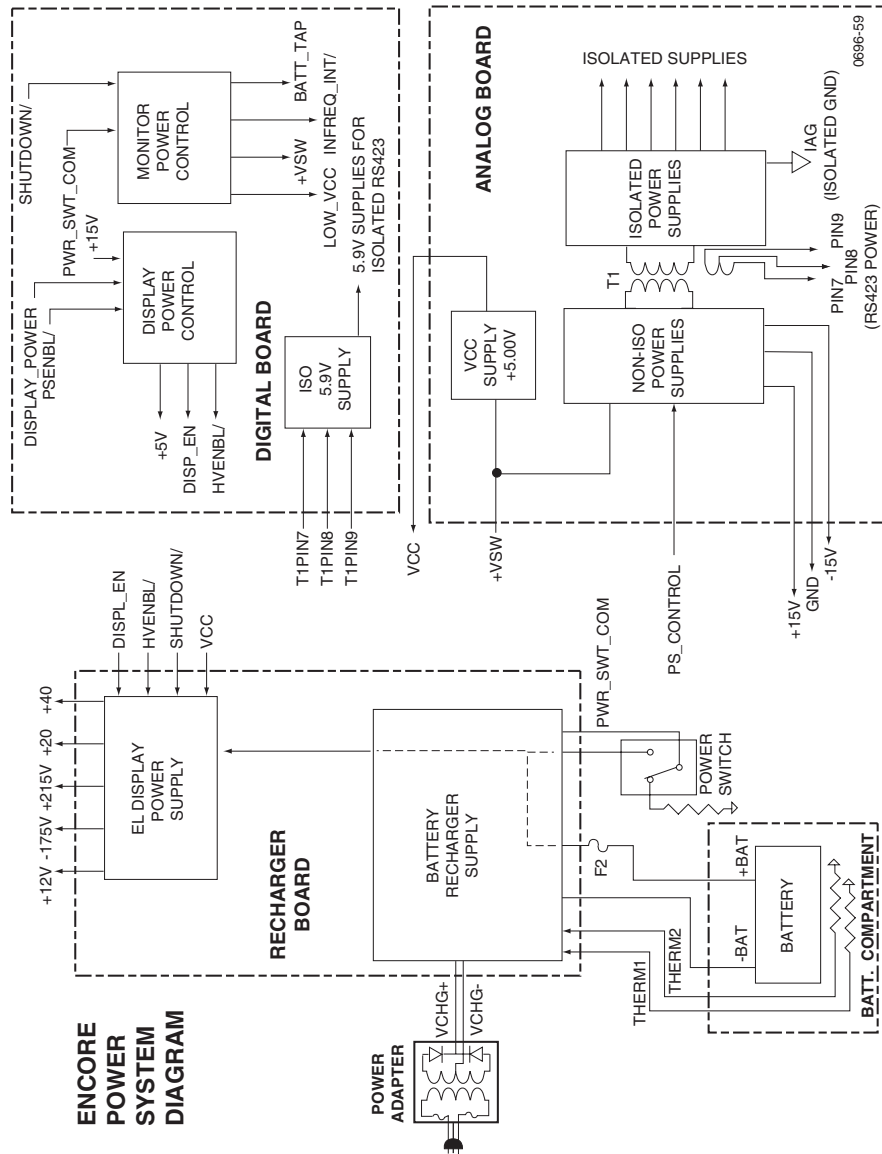 ENCORE
POWER
SYSTEM
DIAGRAM
POWER
ADAPTER
VCHG+
VCHG-
RECHARGER
BOARD
+12V
-175V
+215V
+20
+40
EL DISPLAY
POWER
SUPPLY
DISPL_EN
HVENBL/
SHUTDOWN/
VCC
BATTERY
RECHARGER
SUPPLY
THERM1
THERM2
F2
PWR_SWT_COM
POWER
SWITCH
-BAT
+BAT
BATTERY
BATT. COMPARTMENT
DIGITAL BOARD
DISPLAY_POWER
PSENBL/
+15V
PWR_SWT_COM
SHUTDOWN/
DISPLAY
POWER
CONTROL
+5V
DISP_EN
HVENBL/
MONITOR
POWER
CONTROL
LOW_VCC
+VSW
INFREQ_INT/
BATT_TAP
T1PIN7
T1PIN8
T1PIN9
ISO
5.9V
SUPPLY
5.9V SUPPLIES FOR
ISOLATED RS423
ANALOG BOARD
VCC
+VSW
PS_CONTROL
+15V
GND
-15V
VCC
SUPPLY
+5.00V
NON-ISO
POWER
SUPPLIES
T1
ISOLATED
POWER
SUPPLIES
ISOLATED SUPPLIES
PIN7
PIN8
PIN9
(RS423 POWER)
IAG
(ISOLATED GND)
0696-59